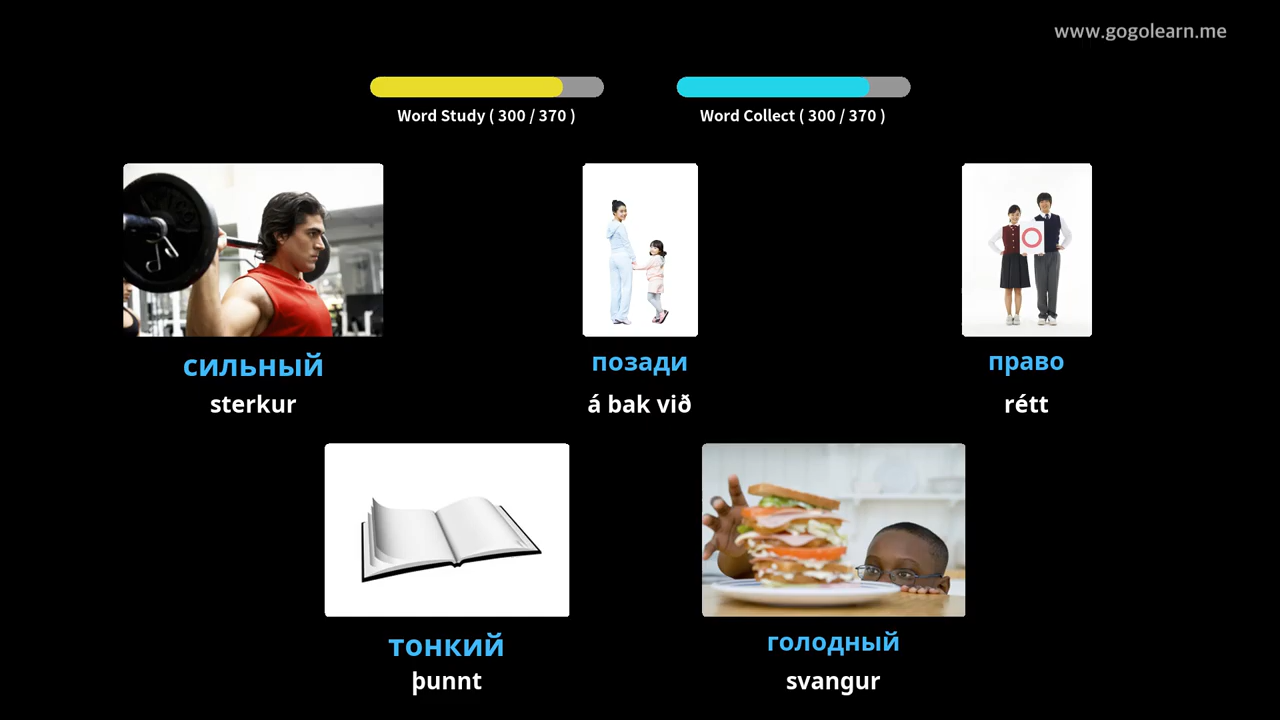 www.gogolearn.me
Word Study ( 300 / 370 )
Word Collect ( 300 / 370 )
сильный
sterkur
позади
á bak við
право
rétt
тонкий
þunnt
голодный
svangur